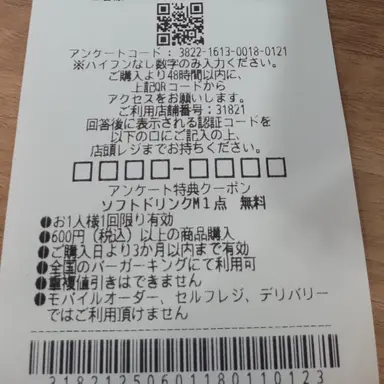 アンケートコード : 3822-1613-0018-0121
※ハイフンなし数字のみ入力ください。
ご購入より48時間以内に、
上記QRコードから
アクセスをお願いします。
ご利用店舗番号：31821
回答後に表示される認証コードを
以下の口にご記入の上、
店頭レジまでお持ちください。
□□□□-□□□□
アンケート特典クーポン
ソフトドリンクM１点　無料
●お1人様1回限り有効
●600円（税込）以上の商品購入
●ご購入日より3か月以内まで有効
●全国のバーガーキングにて利用可
●重複値引きはできません
●モバイルオーダー、セルフレジ、デリバリー
ではご利用頂けません
31821250601180110123